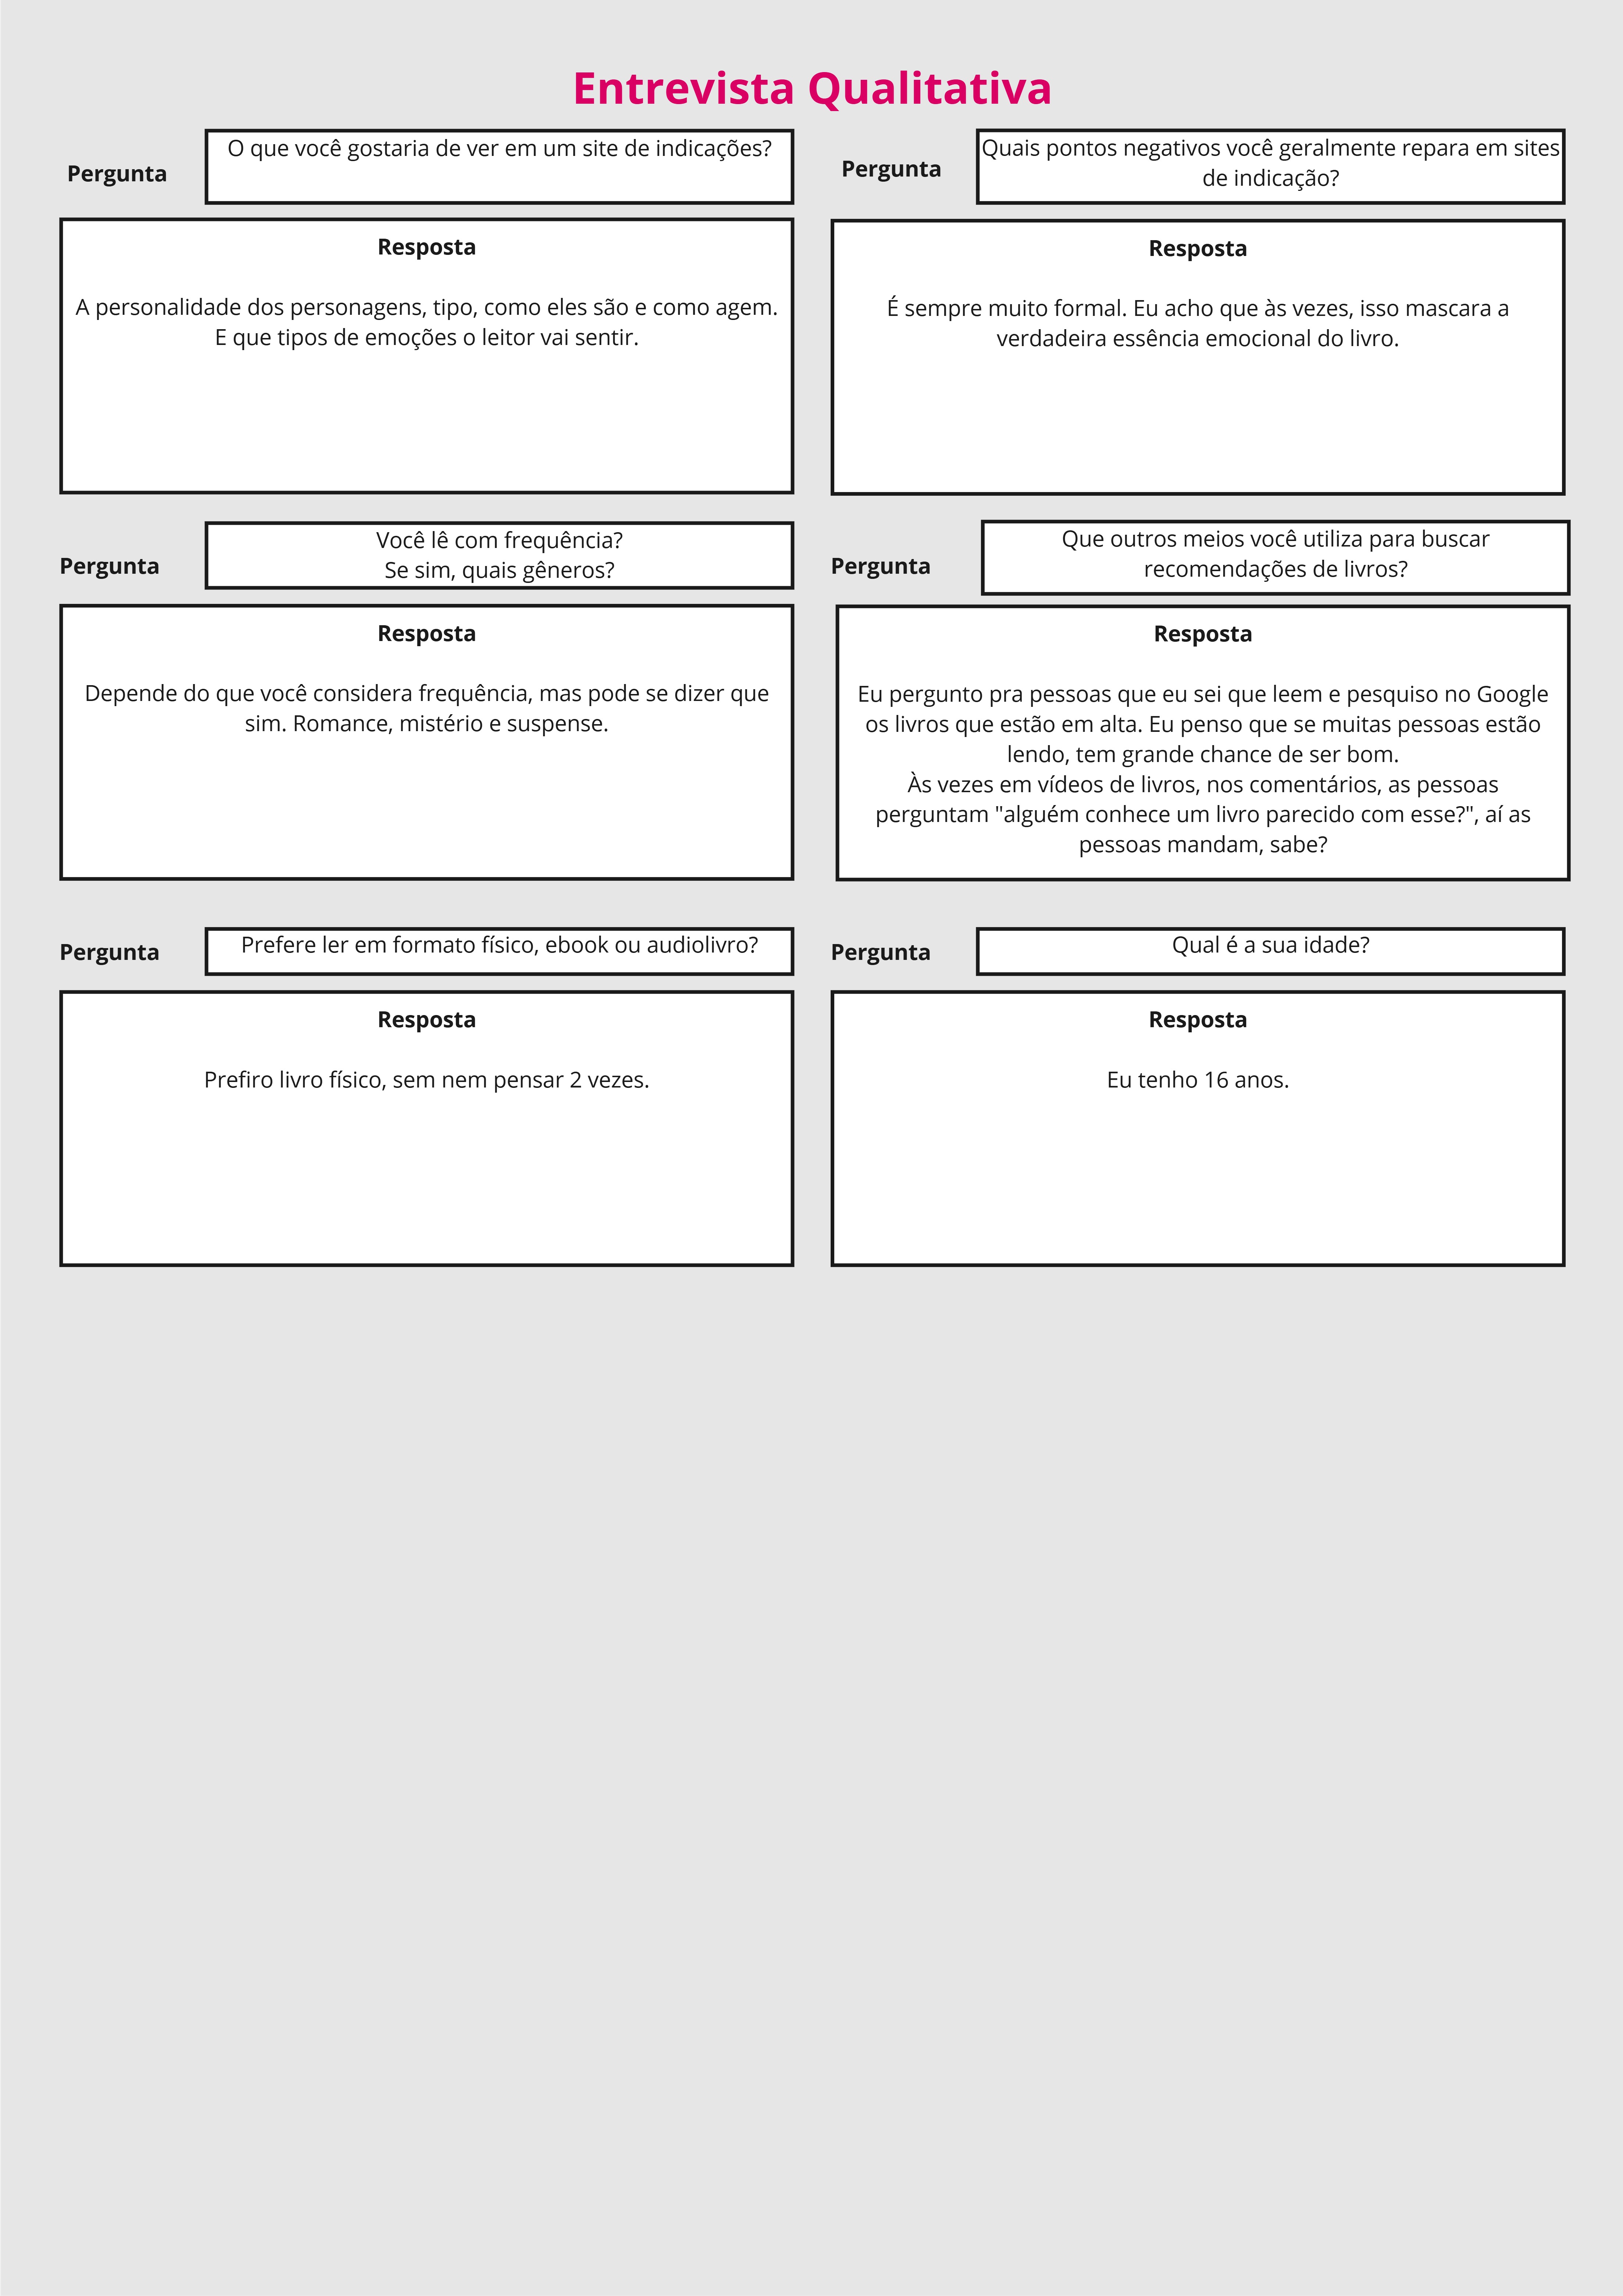 Entrevista Qualitativa
Pergunta
O que você gostaria de ver em um site de indicações?
Resposta
A personalidade dos personagens, tipo, como eles são e como agem.
E que tipos de emoções o leitor vai sentir.
Pergunta
Quais pontos negativos você geralmente repara em sites
de indicação?
Resposta
É sempre muito formal. Eu acho que às vezes, isso mascara a
verdadeira essência emocional do livro.
Pergunta
Você lê com frequência?
Se sim, quais gêneros?
Resposta
Depende do que você considera frequência, mas pode se dizer que
sim. Romance, mistério e suspense.
Pergunta
Que outros meios você utiliza para buscar
recomendações de livros?
Resposta
Eu pergunto pra pessoas que eu sei que leem e pesquiso no Google
os livros que estão em alta. Eu penso que se muitas pessoas estão
lendo, tem grande chance de ser bom.
Às vezes em vídeos de livros, nos comentários, as pessoas
perguntam "alguém conhece um livro parecido com esse?", aí as
pessoas mandam, sabe?
Pergunta
Prefere ler em formato físico, ebook ou audiolivro?
Resposta
Prefiro livro físico, sem nem pensar 2 vezes.
Pergunta
Qual é a sua idade?
Resposta
Eu tenho 16 anos.